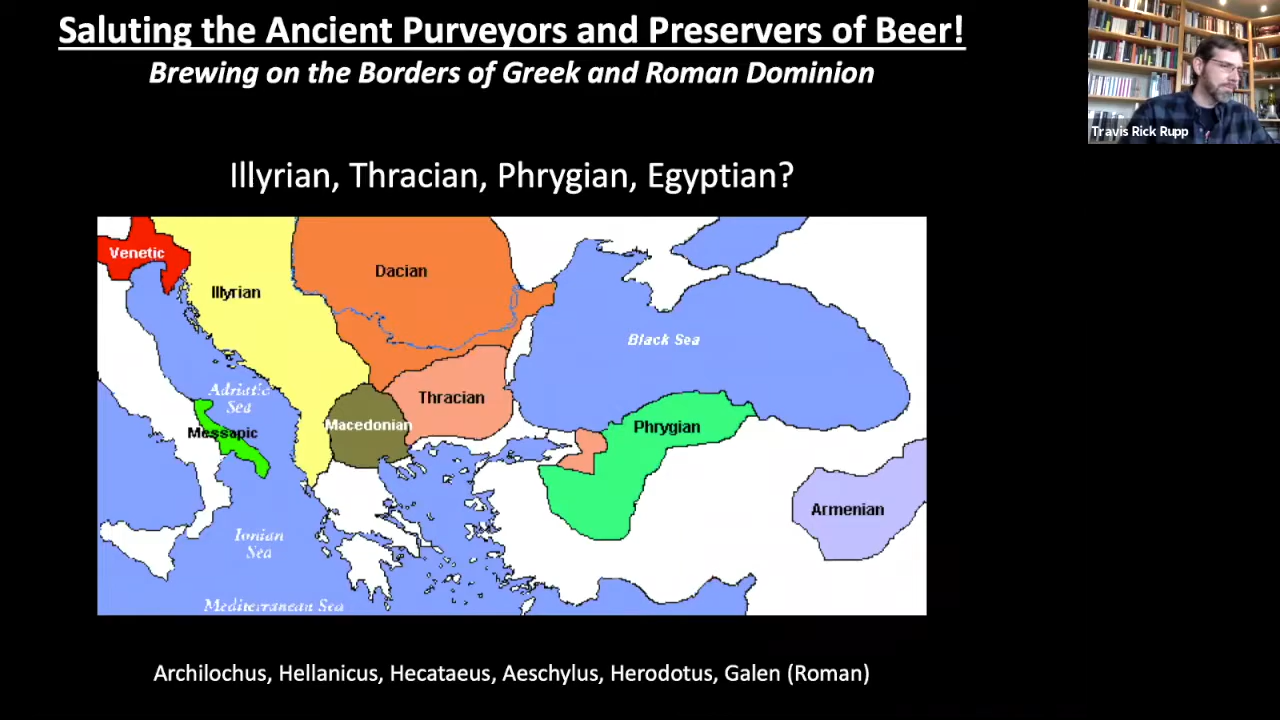 Saluting the Ancient Purveyors and Preservers of Beer!
Brewing on the Borders of Greek and Roman Dominion
Travis Rick Rupp
Illyrian, Thracian, Phrygian, Egyptian?
Venetic
Dacian
Illyrian
Black Sea
Adriatic
Sea
Thracian
Macedonian
Messapic
Phrygian
Armenian
Ionian
Sea
Mediterranean Sea
Archilochus, Hellanicus, Hecataeus, Aeschylus, Herodotus, Galen (Roman)